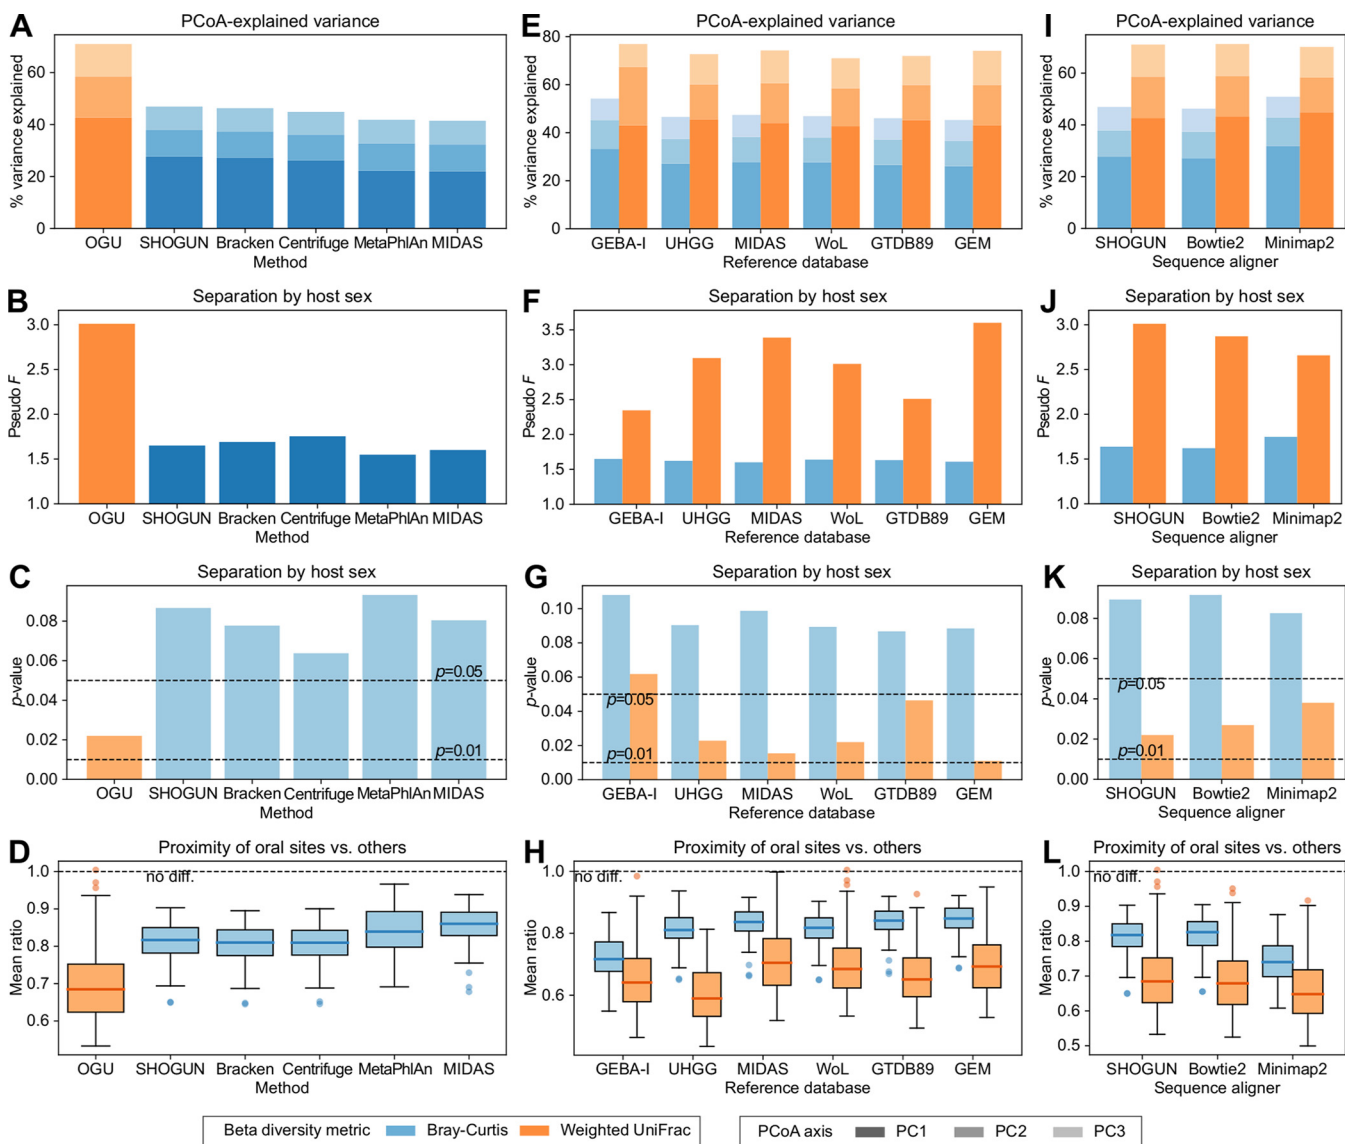 A
PCoA-explained variance
% variance explained
60
40
20
0
OGU SHOGUN Bracken Centrifuge MetaPhlAn MIDAS
Method
E
PCoA-explained variance
% variance explained
80
60
40
20
0
GEBA-I UHGG MIDAS WoL GTDB89 GEM
Reference database
I
PCoA-explained variance
% variance explained
60
40
20
0
SHOGUN Bowtie2 Minimap2
Sequence aligner
B
Separation by host sex
Pseudo F
3.0
2.5
2.0
1.5
1.0
OGU SHOGUN Bracken Centrifuge MetaPhlAn MIDAS
Method
F
Separation by host sex
Pseudo F
3.5
3.0
2.5
2.0
1.5
1.0
GEBA-I UHGG MIDAS WoL GTDB89 GEM
Reference database
J
Separation by host sex
Pseudo F
3.0
2.5
2.0
1.5
1.0
SHOGUN Bowtie2 Minimap2
Sequence aligner
C
Separation by host sex
p-value
0.08
0.06
p=0.05
0.04
0.02
p=0.01
0.00
OGU SHOGUN Bracken Centrifuge MetaPhlAn MIDAS
Method
G
Separation by host sex
p-value
0.10
0.08
0.06
p=0.05
0.04
0.02
p=0.01
0.00
GEBA-I UHGG MIDAS WoL GTDB89 GEM
Reference database
K
Separation by host sex
p-value
0.08
0.06
p=0.05
0.04
0.02
p=0.01
0.00
SHOGUN Bowtie2 Minimap2
Sequence aligner
D
Proximity of oral sites vs. others
Mean ratio
1.0
no diff.
0.9
0.8
0.7
0.6
OGU SHOGUN Bracken Centrifuge MetaPhlAn MIDAS
Method
H
Proximity of oral sites vs. others
Mean ratio
1.0
no diff.
0.8
0.6
GEBA-I UHGG MIDAS WoL GTDB89 GEM
Reference database
L
Proximity of oral sites vs. others
Mean ratio
1.0
no diff.
0.9
0.8
0.7
0.6
0.5
SHOGUN Bowtie2 Minimap2
Sequence aligner
Beta diversity metric Bray-Curtis Weighted UniFrac
PCoA axis PC1 PC2 PC3